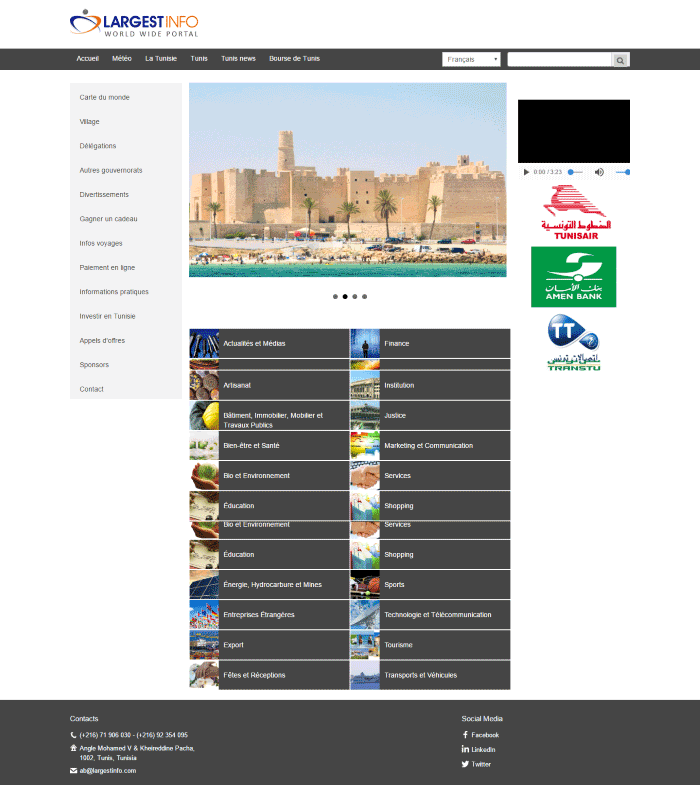 LARGESTINFO
WORLD WIDE PORTAL
Accueil Météo La Tunisie Tunis Tunis news Bourse de Tunis Français
Carte du monde
Village
Délégations
Autres gouvernorats
Divertissements
Gagner un cadeau
Infos voyages
Paiement en ligne
Informations pratiques
Investir en Tunisie
Appels d'offres
Sponsors
Contact
0:00 / 3:23
الخطوط التونسية
TUNISAIR
بنك الأمان
AMEN BANK
TT
TRANSTU
Actualités et Médias
Finance
Artisanat
Institution
Bâtiment, Immobilier, Mobilier et
Travaux Publics
Justice
Bien-être et Santé
Marketing et Communication
Bio et Environnement
Services
Éducation
Shopping
Bio et Environnement
Services
Éducation
Shopping
Énergie, Hydrocarbure et Mines
Sports
Entreprises Étrangères
Technologie et Télécommunication
Export
Tourisme
Fêtes et Réceptions
Transports et Véhicules
Contacts
(+216) 71 906 030 - (+216) 92 354 095
Angle Mohamed V & Kheireddine Pacha,
1002, Tunis, Tunisia
ab@largestinfo.com
Social Media
Facebook
LinkedIn
Twitter